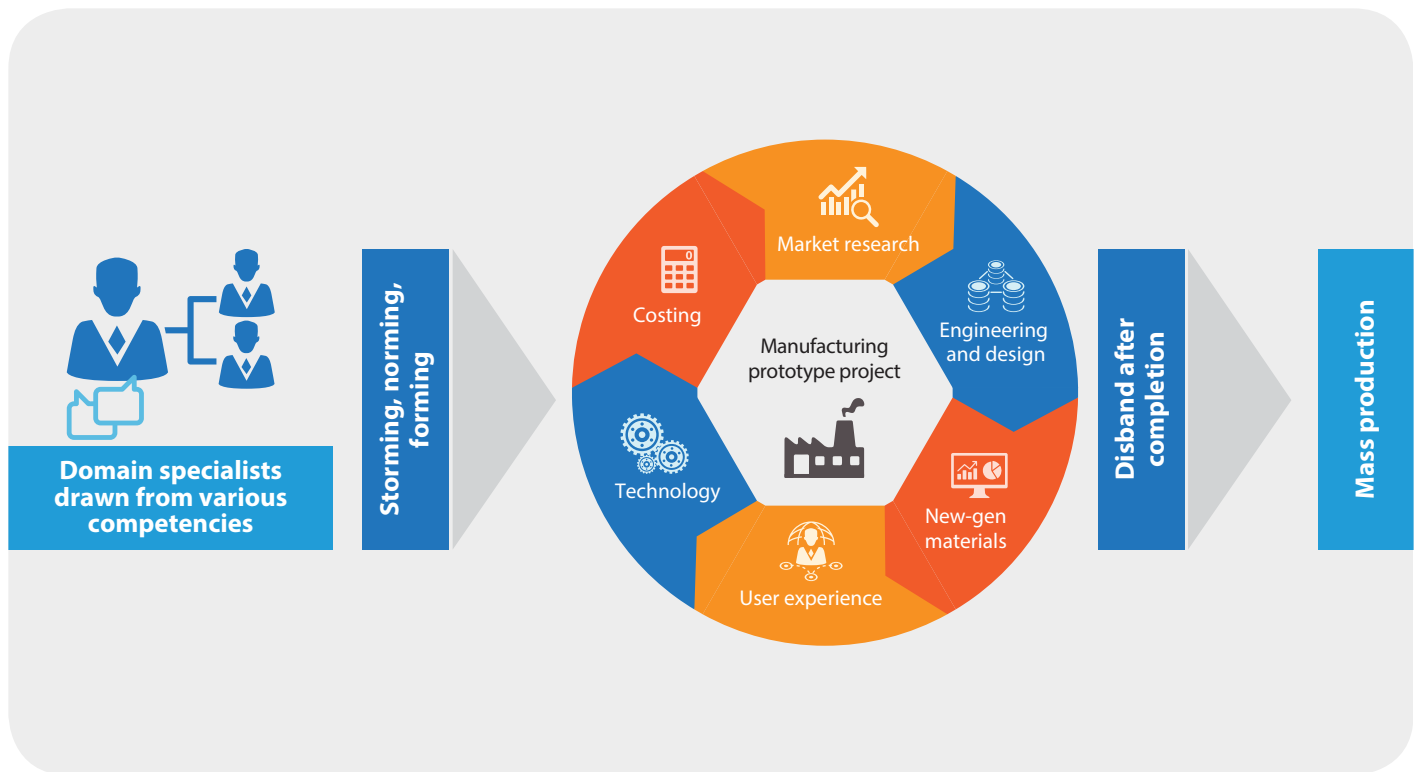 Domain specialists
drawn from various
competencies
Storming, norming,
forming
Market research
Engineering
and design
New-gen
materials
User experience
Technology
Costing
0
Manufacturing
prototype project
Disband after
completion
Mass production